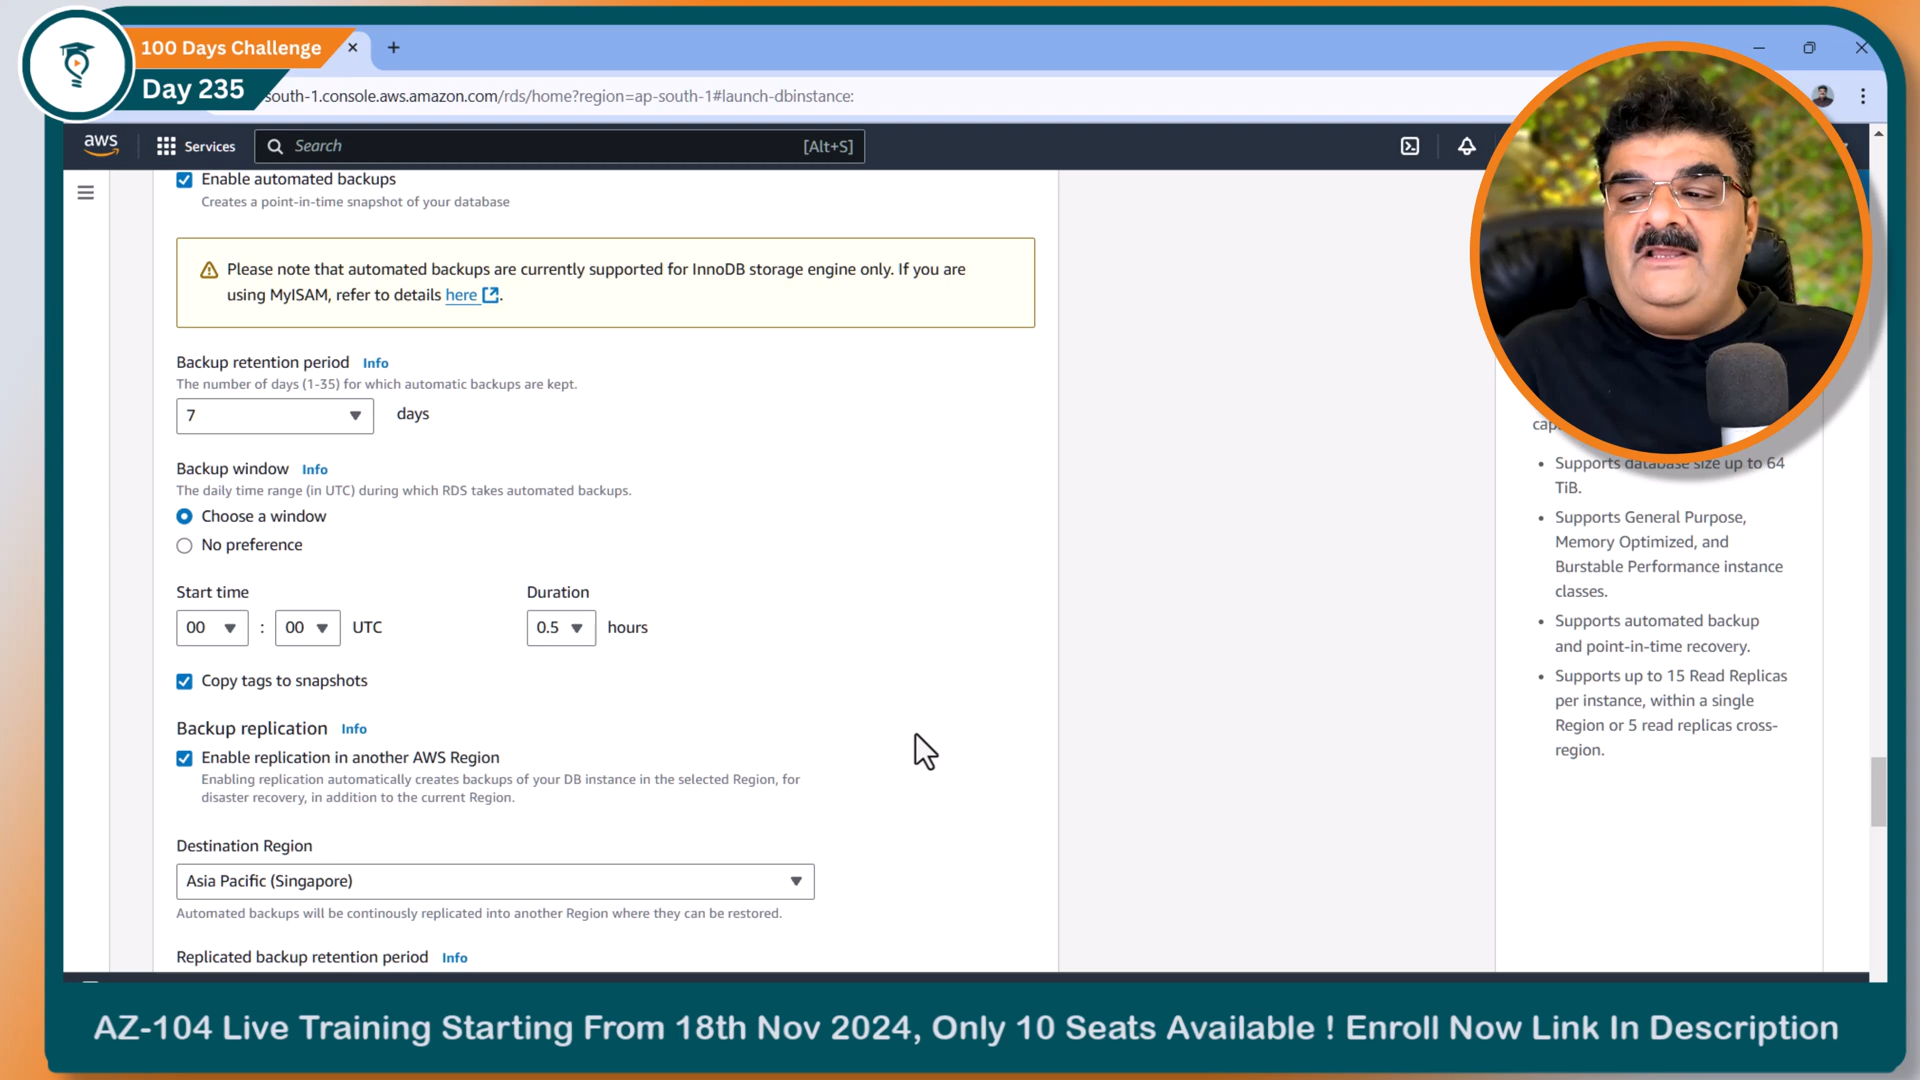 100 Days Challenge
Day 235
south-1.console.aws.amazon.com/rds/home?region=ap-south-1#launch-dbinstance:
aws
Services
Search
[Alt+S]
Enable automated backups
Creates a point-in-time snapshot of your database
Please note that automated backups are currently supported for InnoDB storage engine only. If you are
using MyISAM, refer to details here.
Backup retention period Info
The number of days (1-35) for which automatic backups are kept.
7 days
Backup window Info
The daily time range (in UTC) during which RDS takes automated backups.
Choose a window
No preference
Start time Duration
00 : 00 UTC 0.5 hours
Copy tags to snapshots
Backup replication Info
Enable replication in another AWS Region
Enabling replication automatically creates backups of your DB instance in the selected Region, for
disaster recovery, in addition to the current Region.
Destination Region
Asia Pacific (Singapore)
Automated backups will be continously replicated into another Region where they can be restored.
Replicated backup retention period Info
Supports database size up to 64
TiB.
Supports General Purpose,
Memory Optimized, and
Burstable Performance instance
classes.
Supports automated backup
and point-in-time recovery.
Supports up to 15 Read Replicas
per instance, within a single
Region or 5 read replicas cross-
region.
AZ-104 Live Training Starting From 18th Nov 2024, Only 10 Seats Available ! Enroll Now Link In Description